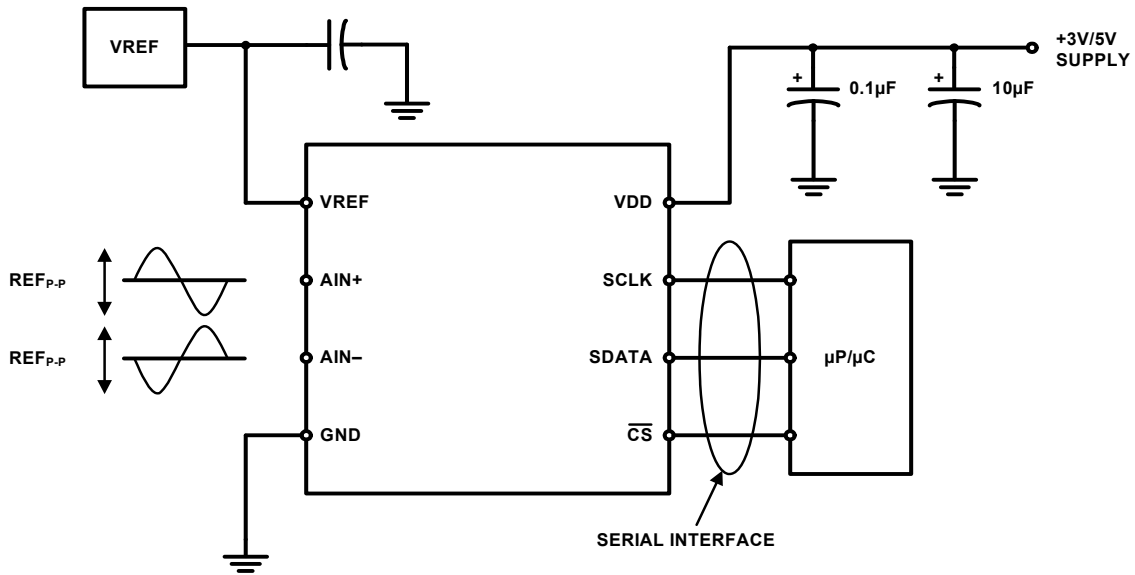 VREF
+3V/5V
SUPPLY
+
0.1µF
+
10µF
VREF
VDD
REFP-P
AIN+
SCLK
REFP-P
AIN–
SDATA
µP/µC
GND
CS
SERIAL INTERFACE